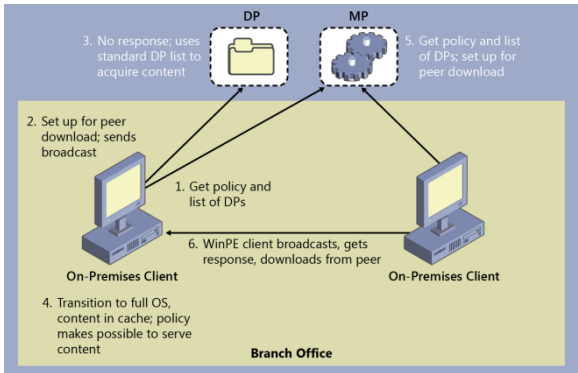 DP
MP
3. No response; uses
standard DP list to
acquire content
5. Get policy and list
of DPs; set up for
peer download
2. Set up for peer
download; sends
broadcast
1. Get policy and
list of DPs
6. WinPE client broadcasts, gets
response, downloads from peer
On-Premises Client
On-Premises Client
4. Transition to full OS,
content in cache; policy
makes possible to serve
content
Branch Office